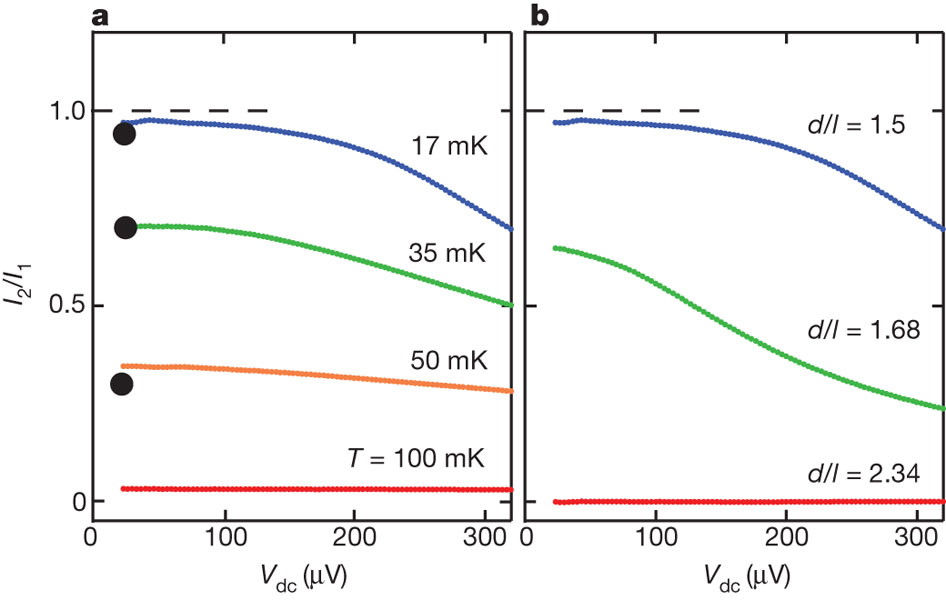 a
1.0
0.5
0
I2/I1
17 mK
35 mK
50 mK
T = 100 mK
0 100 200 300
Vdc (μV)
b
d/l = 1.5
d/l = 1.68
d/l = 2.34
0 100 200 300
Vdc (μV)